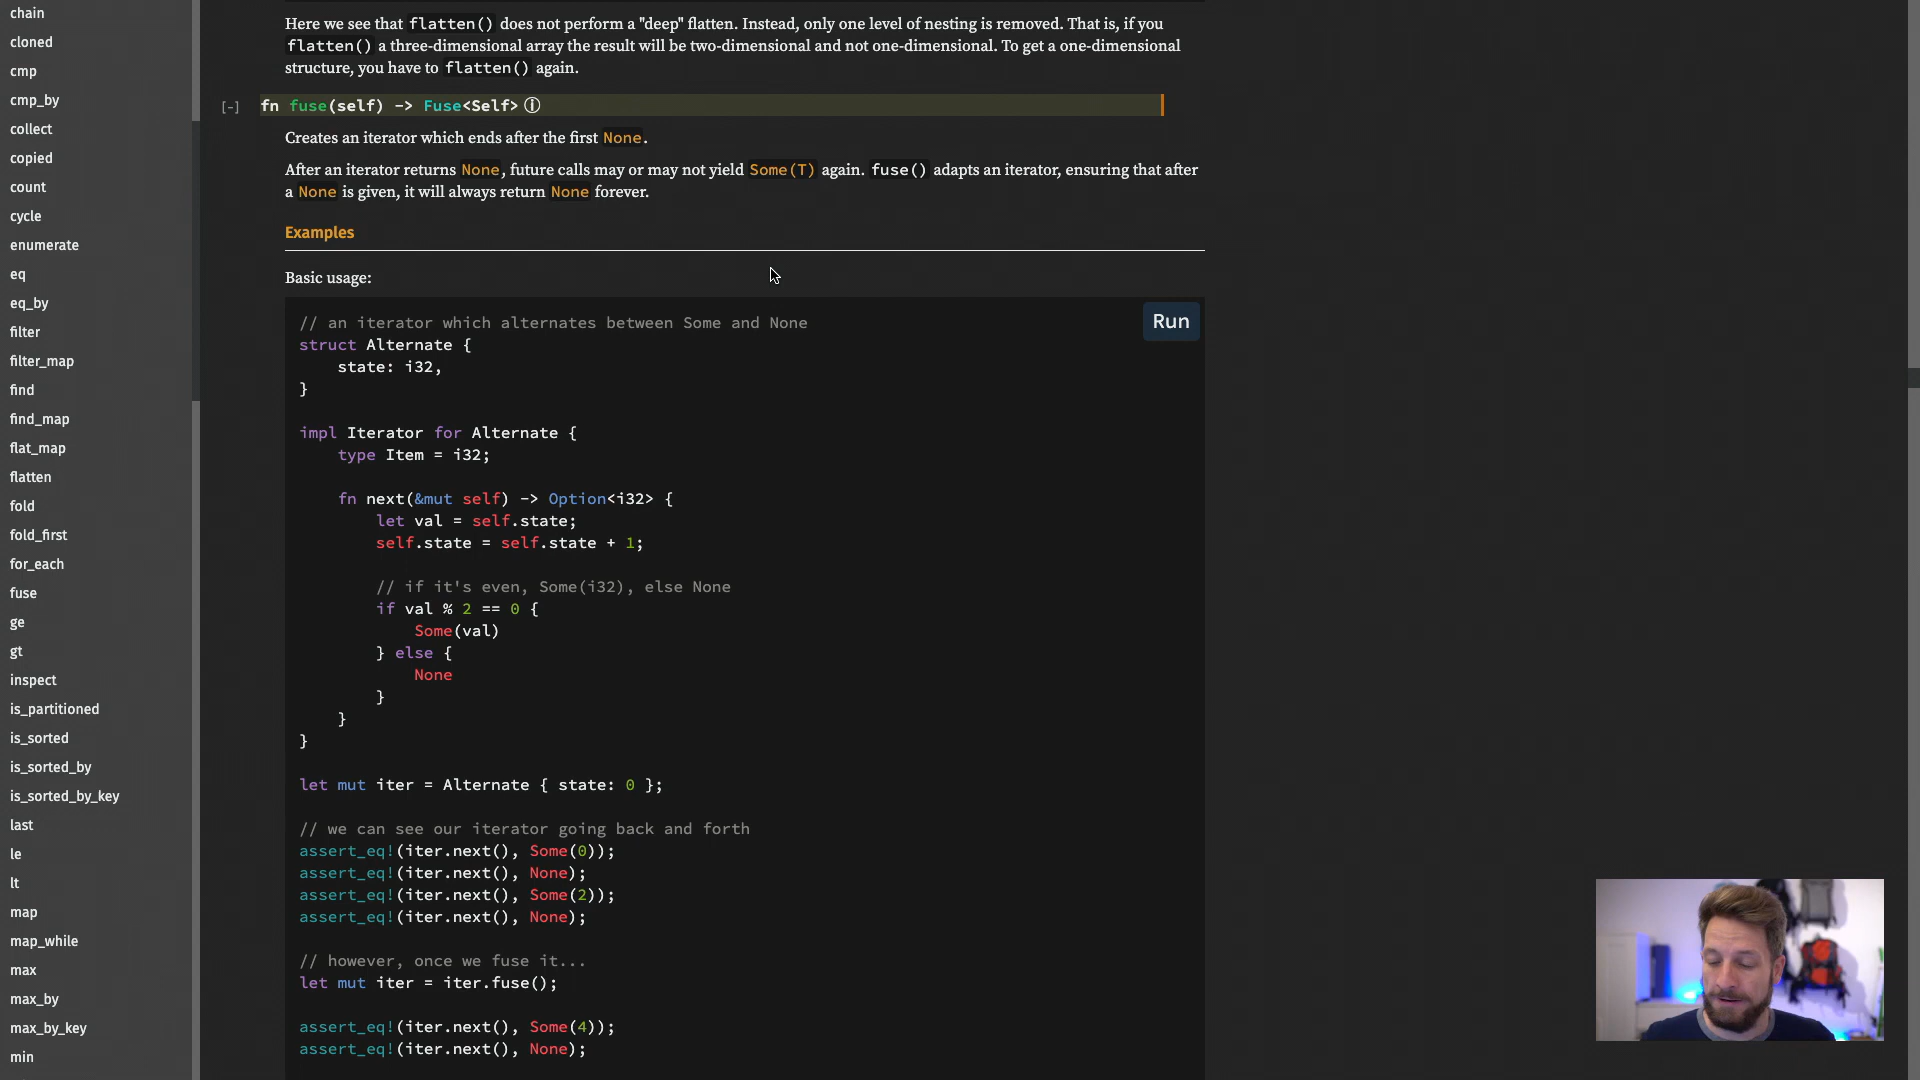 chain
cloned
cmp
cmp_by
collect
copied
count
cycle
enumerate
eq
eq_by
filter
filter_map
find
find_map
flat_map
flatten
fold
fold_first
for_each
fuse
ge
gt
inspect
is_partitioned
is_sorted
is_sorted_by
is_sorted_by_key
last
le
lt
map
map_while
max
max_by
max_by_key
min
Here we see that flatten() does not perform a "deep" flatten. Instead, only one level of nesting is removed. That is, if you
flatten() a three-dimensional array the result will be two-dimensional and not one-dimensional. To get a one-dimensional
structure, you have to flatten() again.
[-] fn fuse(self) -> Fuse<Self> ⓘ
Creates an iterator which ends after the first None.
After an iterator returns None, future calls may or may not yield Some(T) again. fuse() adapts an iterator, ensuring that after
a None is given, it will always return None forever.
Examples
Basic usage:
Run
// an iterator which alternates between Some and None
struct Alternate {
    state: i32,
}
impl Iterator for Alternate {
    type Item = i32;
    fn next(&mut self) -> Option<i32> {
        let val = self.state;
        self.state = self.state + 1;
        // if it's even, Some(i32), else None
        if val % 2 == 0 {
            Some(val)
        } else {
            None
        }
    }
}
let mut iter = Alternate { state: 0 };
// we can see our iterator going back and forth
assert_eq!(iter.next(), Some(0));
assert_eq!(iter.next(), None);
assert_eq!(iter.next(), Some(2));
assert_eq!(iter.next(), None);
// however, once we fuse it...
let mut iter = iter.fuse();
assert_eq!(iter.next(), Some(4));
assert_eq!(iter.next(), None);